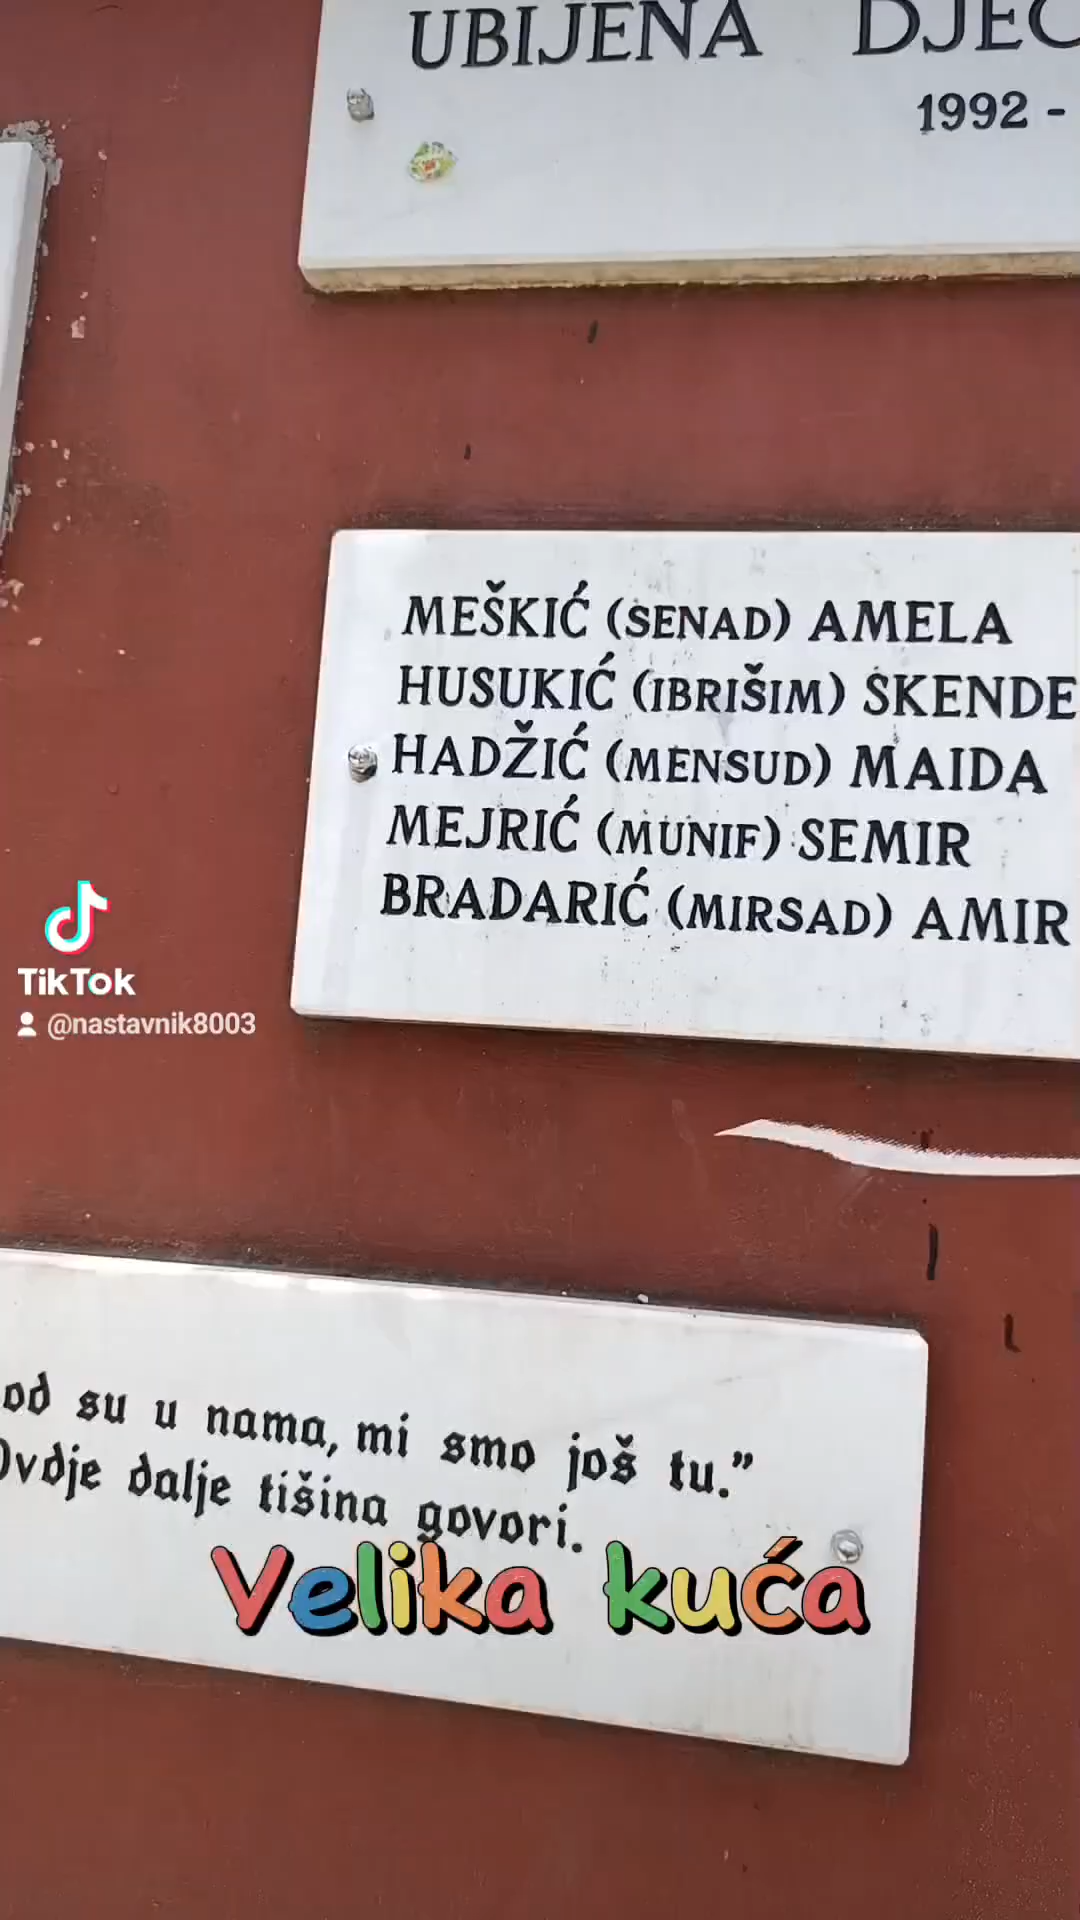 UBIJENA DJEC
1992 -
MEŠKIĆ (SENAD) AMELA
HUSUKIĆ (IBRIŠIM) SKENDE
HADŽIĆ (MENSUD) MAIDA
MEJRIĆ (MUNIF) SEMIR
BRADARIĆ (MIRSAD) AMIR
TikTok
@nastavnik8003
od su u nama, mi smo još tu.”
Ovdje dalje tišina govori.
Velika kuća